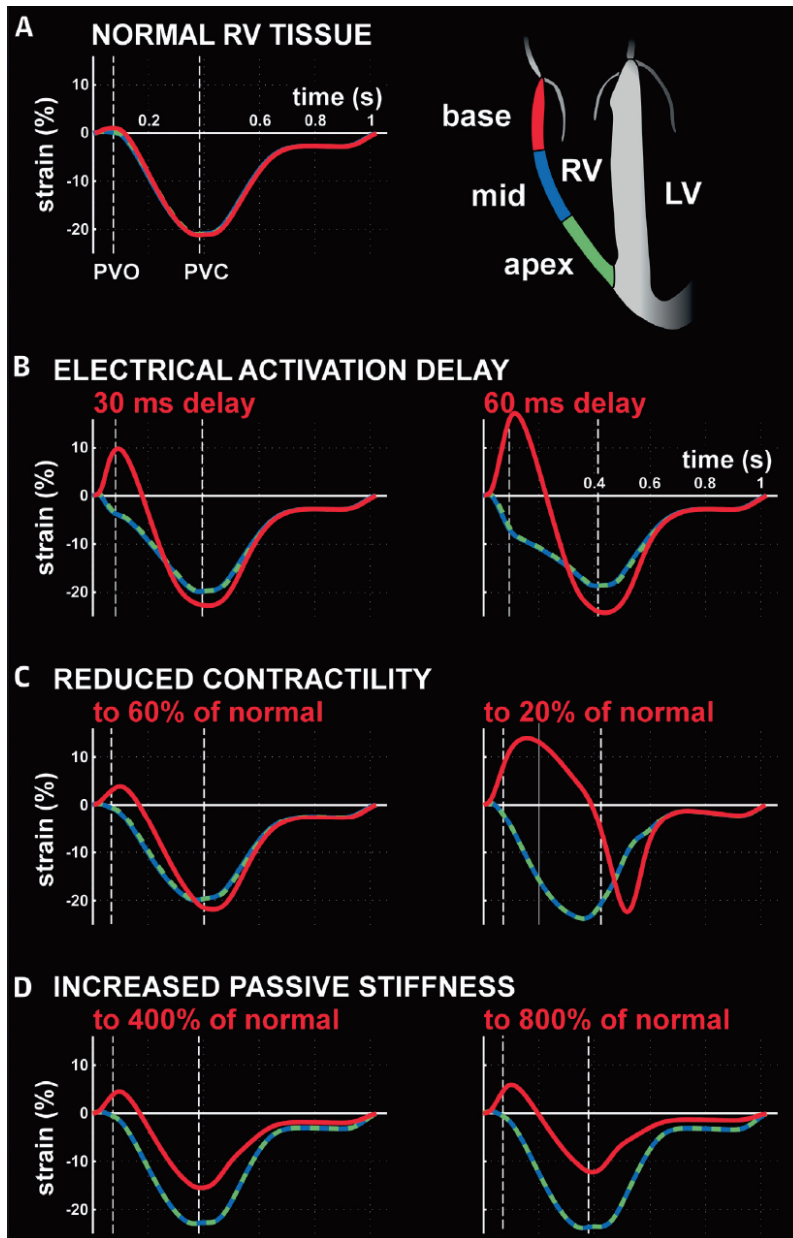 A NORMAL RV TISSUE
strain (%)
10
0
-10
-20
time (s)
0.2
0.6
1
PVO
PVC
base
mid
apex
RV
LV
B ELECTRICAL ACTIVATION DELAY
30 ms delay
strain (%)
10
0
-10
-20
60 ms delay
time (s)
0.4
0.6
0.8
1
C REDUCED CONTRACTILITY
to 60% of normal
strain (%)
10
0
-10
-20
to 20% of normal
D INCREASED PASSIVE STIFFNESS
to 400% of normal
strain (%)
10
0
-10
-20
to 800% of normal